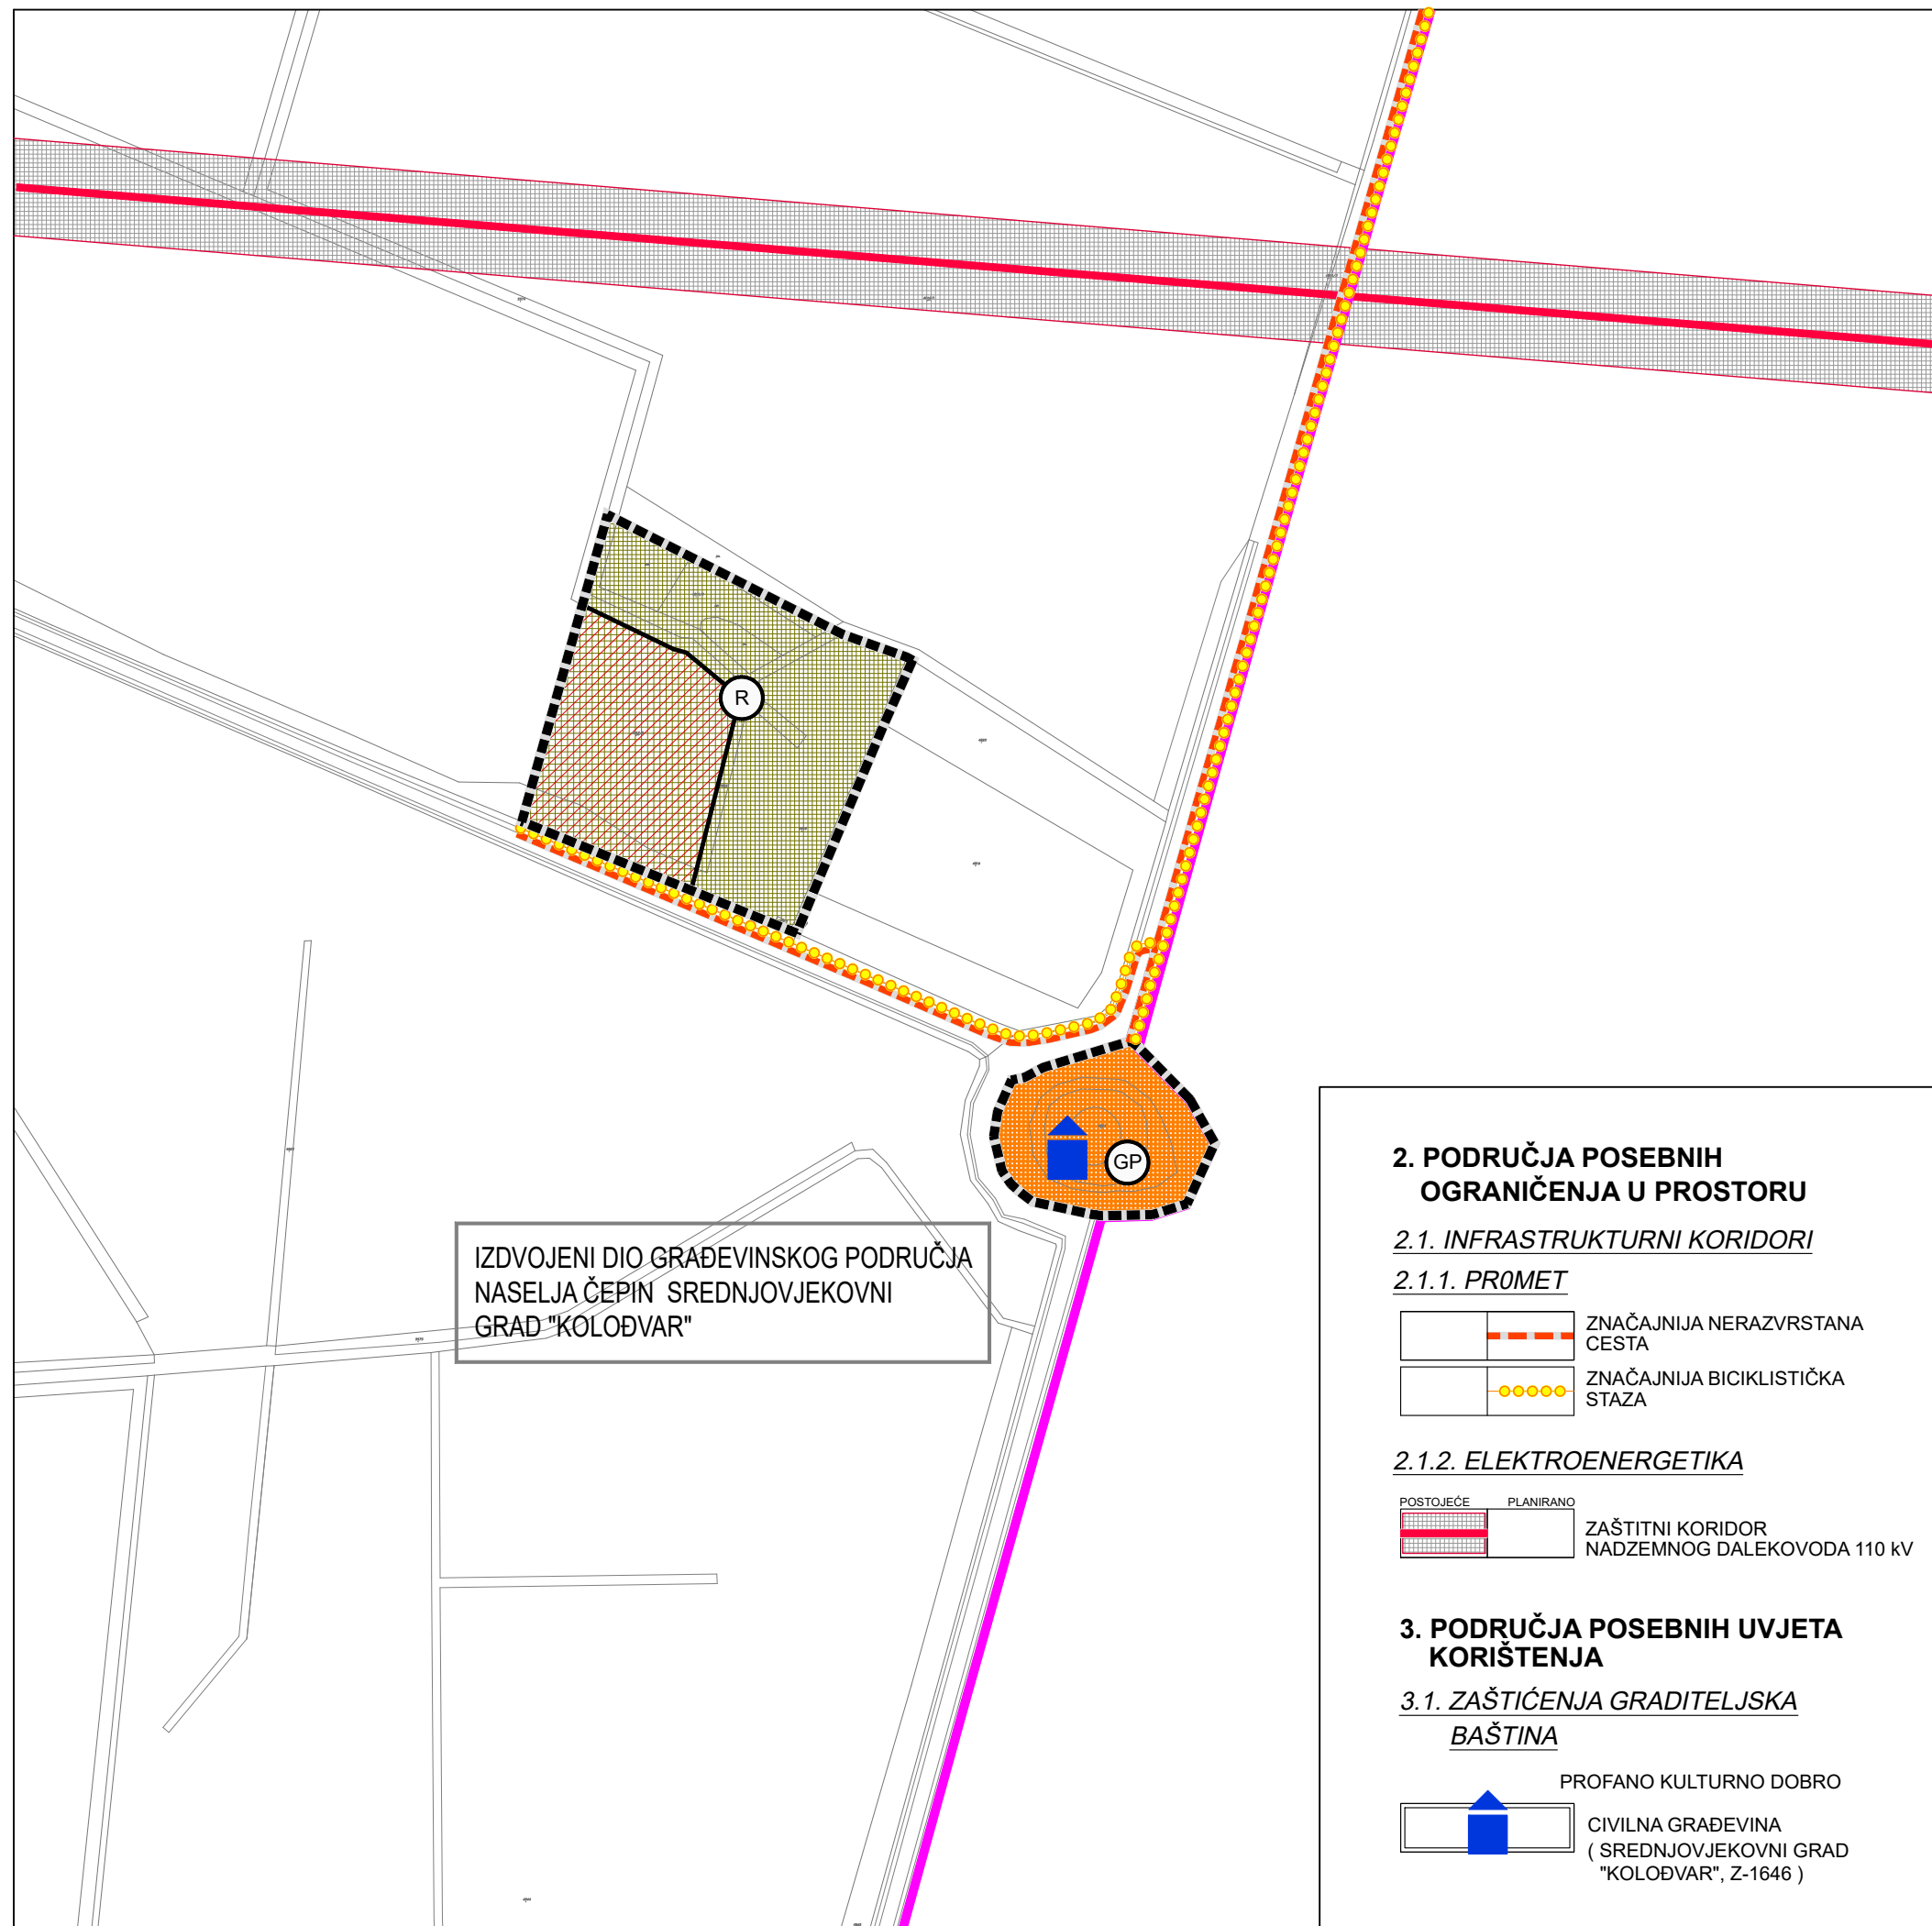 R
GP
IZDVOJENI DIO GRAĐEVINSKOG PODRUČJA
NASELJA ČEPIN SREDNJOVJEKOVNI
GRAD "KOLOĐVAR"
2. PODRUČJA POSEBNIH
OGRANIČENJA U PROSTORU
2.1. INFRASTRUKTURNI KORIDORI
2.1.1. PR0MET
ZNAČAJNIJA NERAZVRSTANA
CESTA
ZNAČAJNIJA BICIKLISTIČKA
STAZA
2.1.2. ELEKTROENERGETIKA
POSTOJEĆE PLANIRANO
ZAŠTITNI KORIDOR
NADZEMNOG DALEKOVODA 110 kV
3. PODRUČJA POSEBNIH UVJETA
KORIŠTENJA
3.1. ZAŠTIĆENJA GRADITELJSKA
BAŠTINA
PROFANO KULTURNO DOBRO
CIVILNA GRAĐEVINA
( SREDNJOVJEKOVNI GRAD
"KOLOĐVAR", Z-1646 )